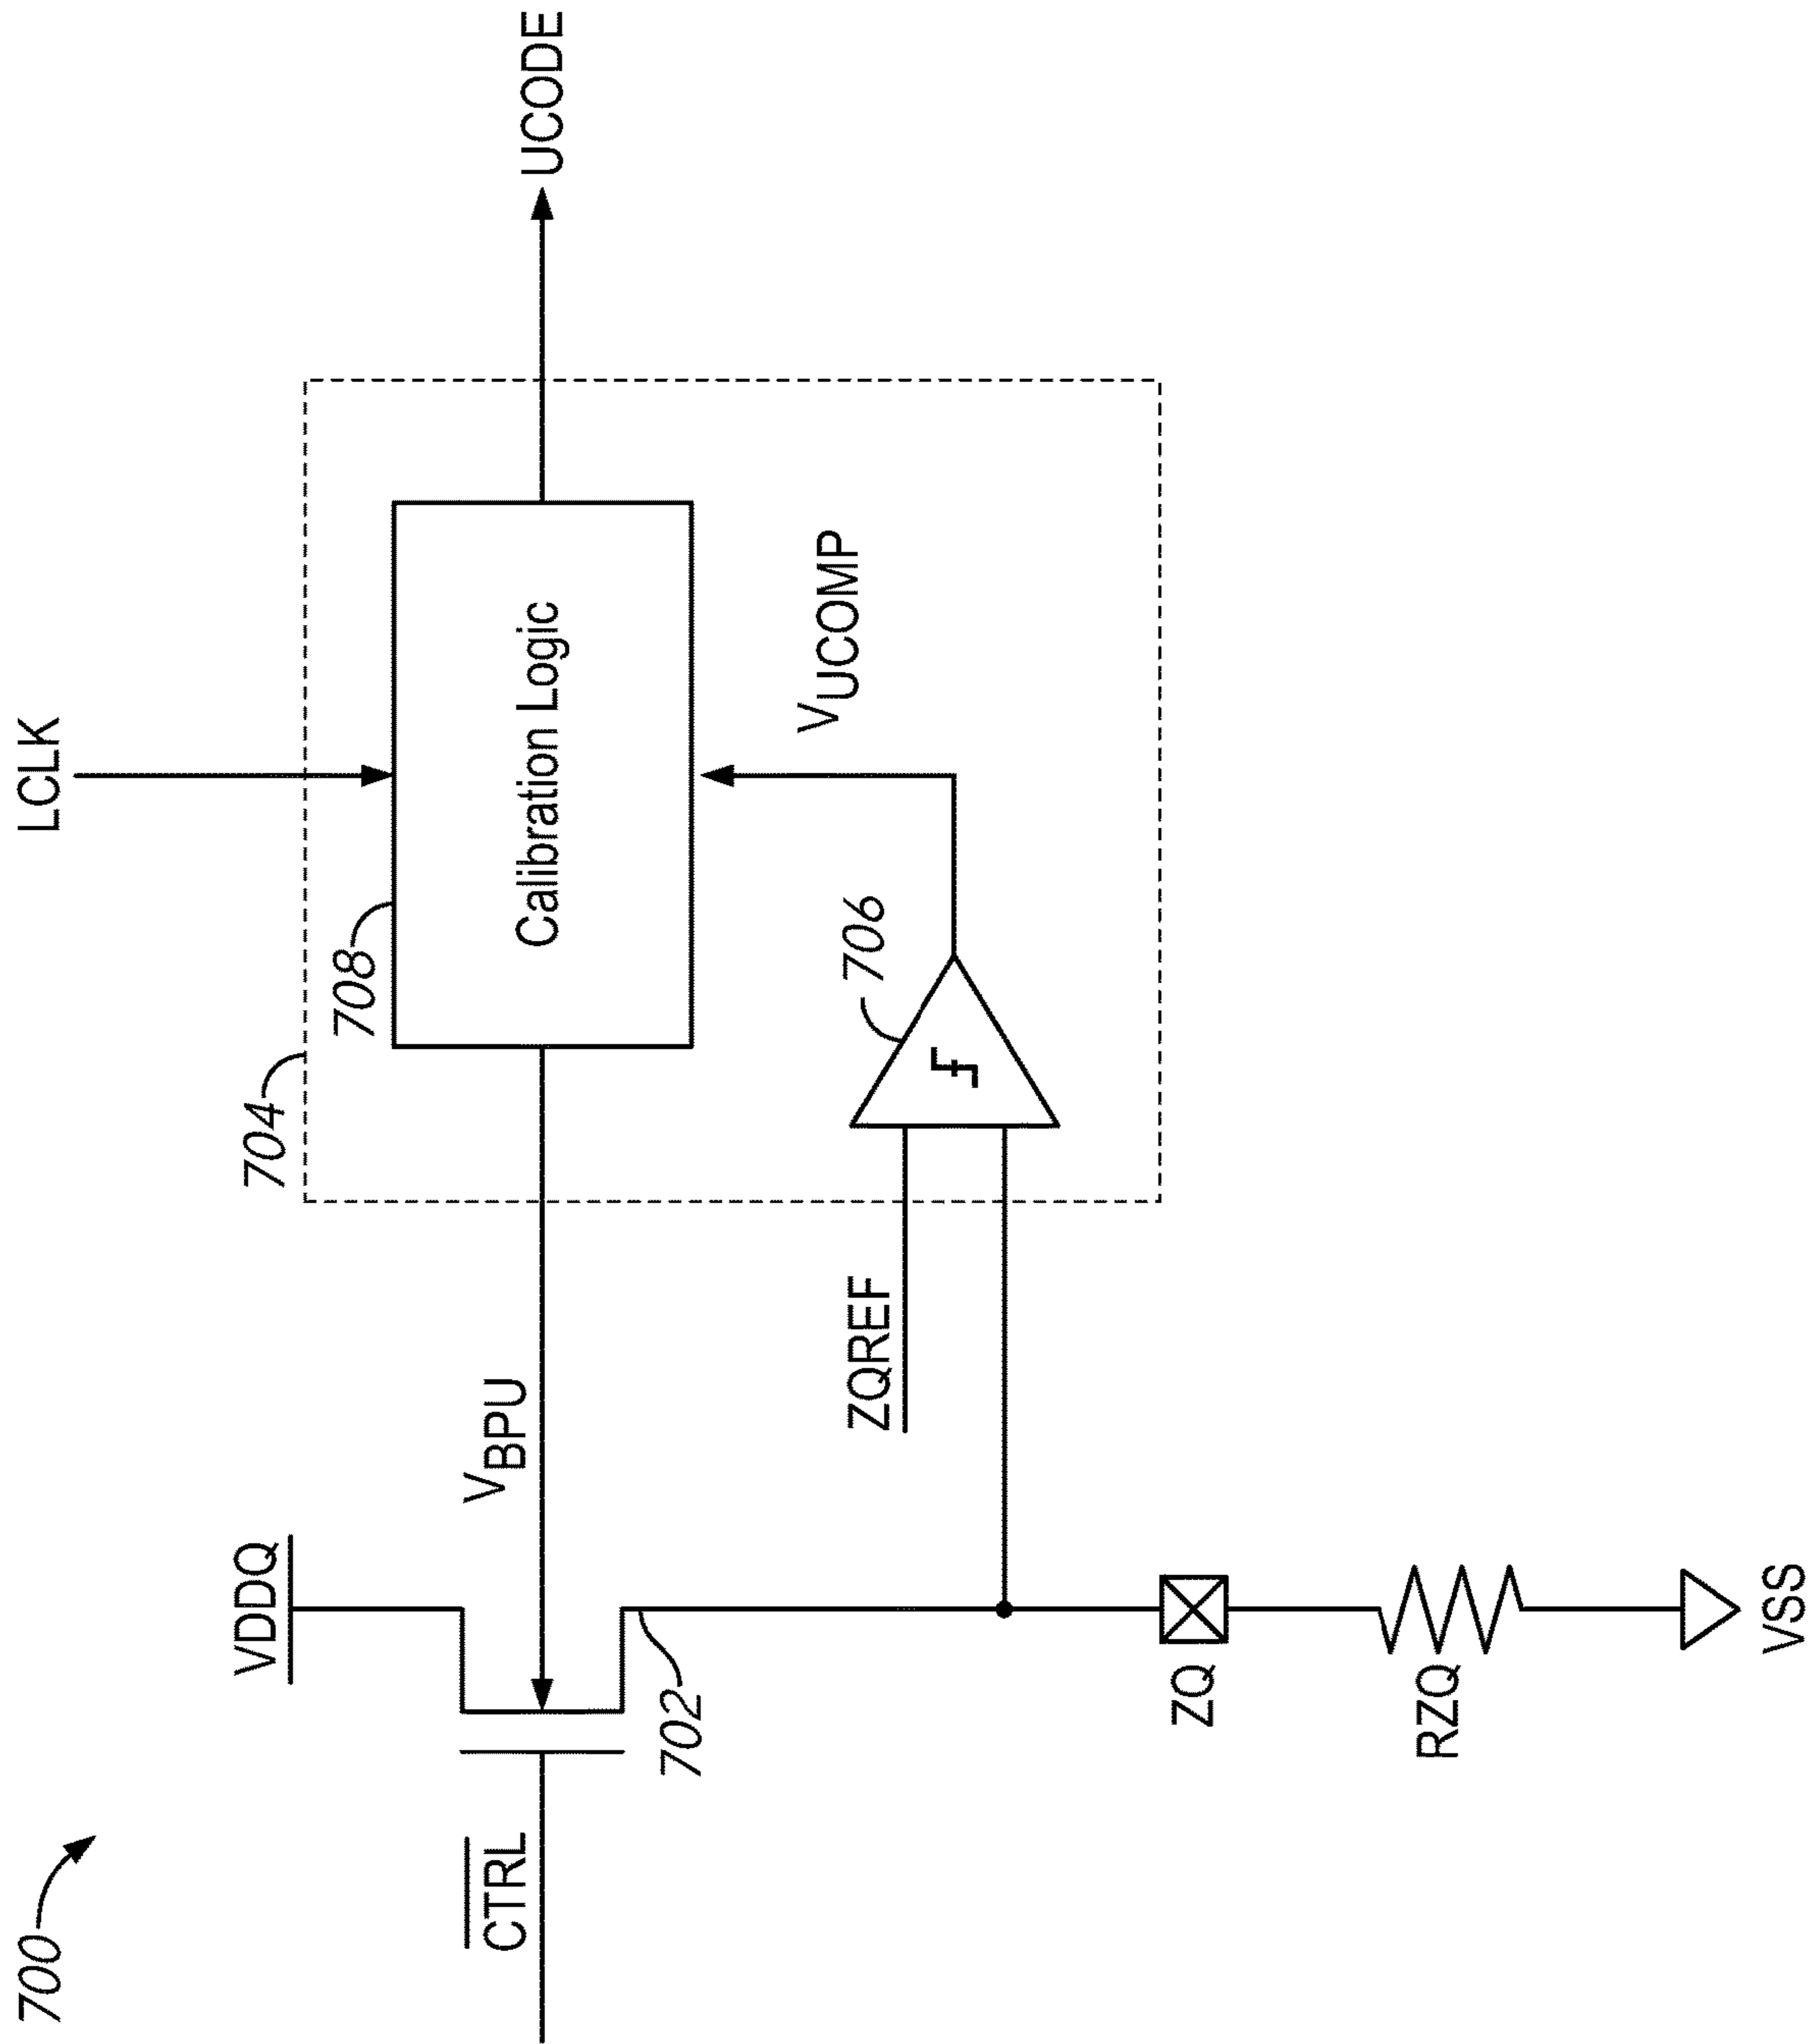 700
LCLK
VDDQ
704
708
CTRL
VBPU
Calibration Logic
UCODE
702
VUCOMP
706
ZQREF
ZQ
RZQ
VSS